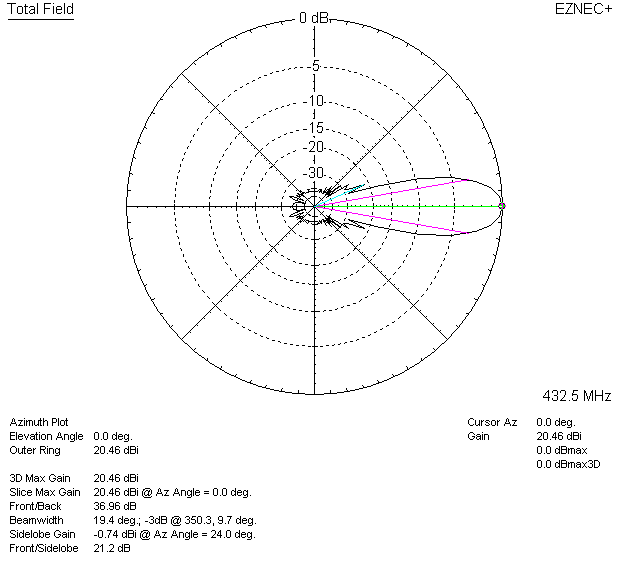 Total Field
EZNEC+
0 dB
-5
-10
-15
-20
-30
432.5 MHz
Azimuth Plot
Elevation Angle 0.0 deg.
Outer Ring 20.46 dBi
Cursor Az 0.0 deg.
Gain 20.46 dBi
0.0 dBmax
0.0 dBmax3D
3D Max Gain 20.46 dBi
Slice Max Gain 20.46 dBi @ Az Angle = 0.0 deg.
Front/Back 36.96 dB
Beamwidth 19.4 deg.; -3dB @ 350.3, 9.7 deg.
Sidelobe Gain -0.74 dBi @ Az Angle = 24.0 deg.
Front/Sidelobe 21.2 dB